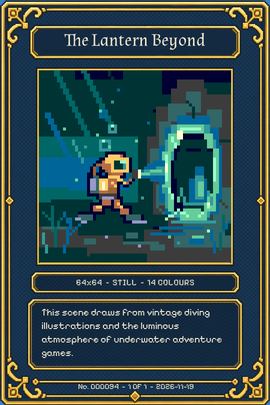 The Lantern Beyond
64x64 - STILL - 14 COLOURS
This scene draws from vintage diving
illustrations and the luminous
atmosphere of underwater adventure
games.
No. 000094 - 1 OF 1 - 2026-11-19